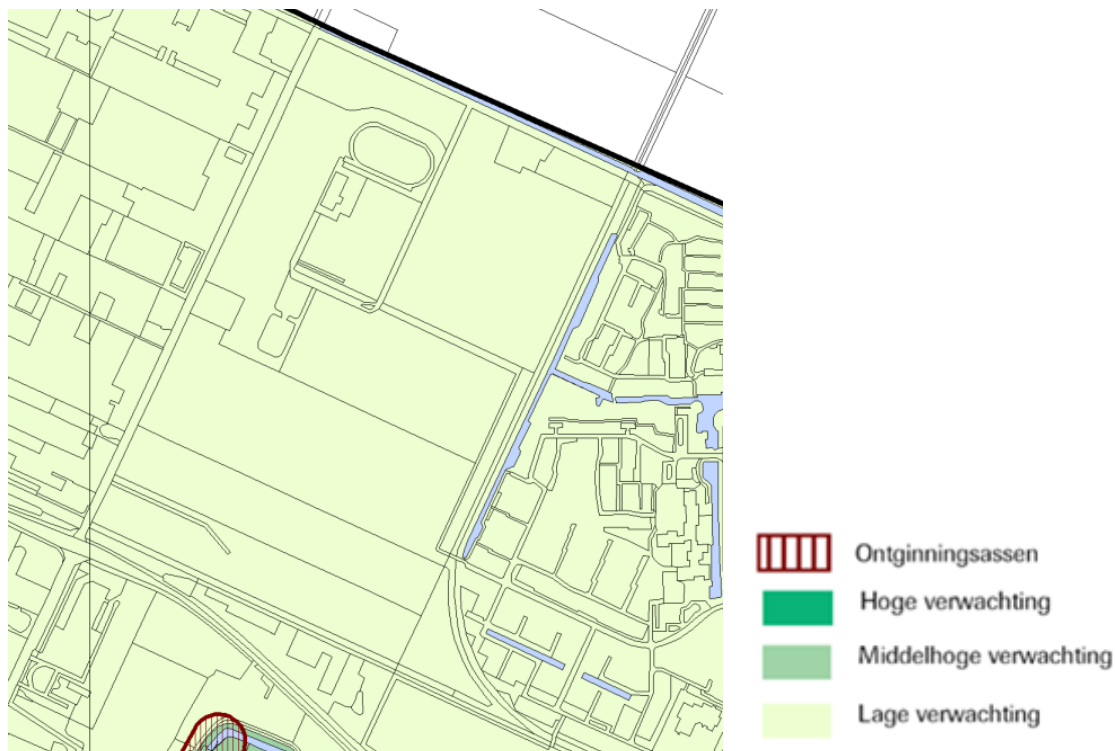 Ontginningsassen
Hoge verwachting
Middelhoge verwachting
Lage verwachting